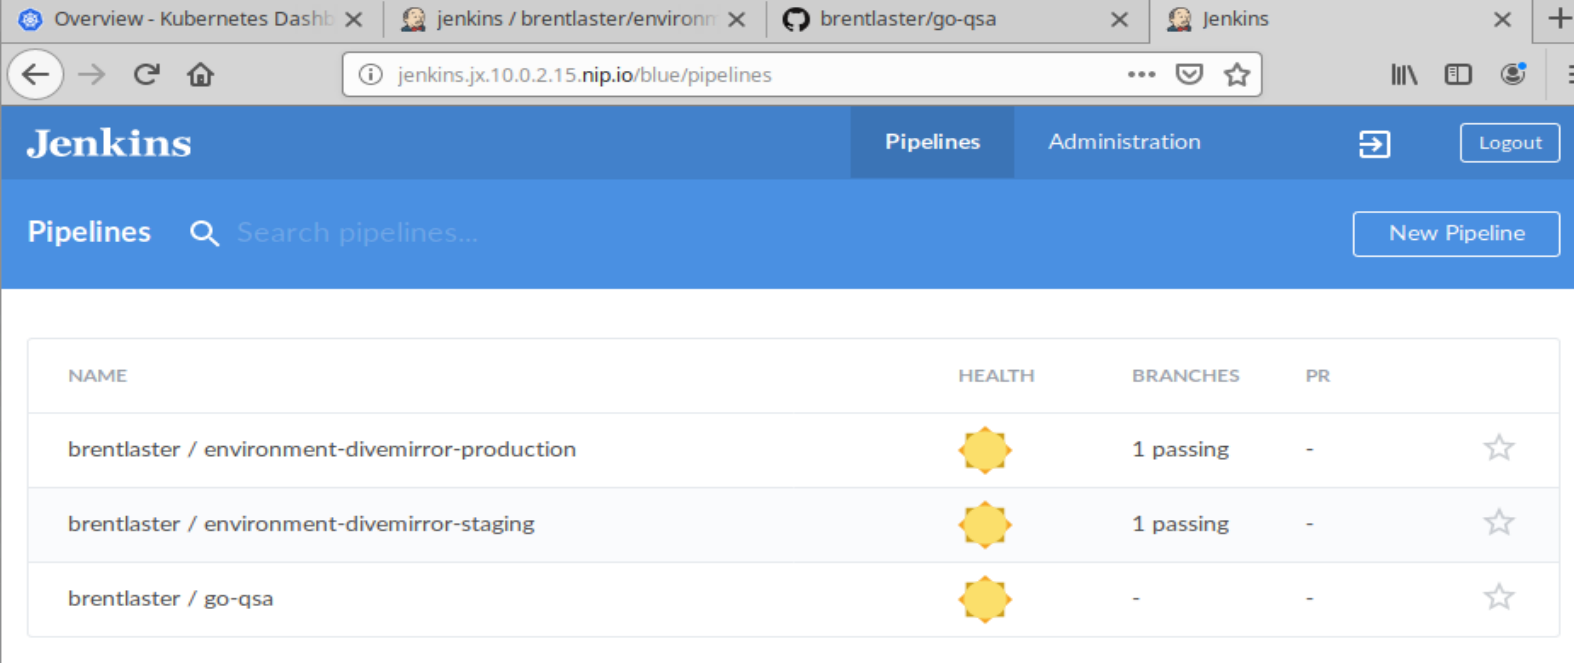 Overview - Kubernetes Dashb
jenkins / brentlaster/environm
brentlaster/go-qsa
Jenkins
jenkins.jx.10.0.2.15.nip.io/blue/pipelines
Jenkins
Pipelines
Administration
Logout
Pipelines
Search pipelines...
New Pipeline
NAME HEALTH BRANCHES PR
brentlaster / environment-divemirror-production 1 passing -
brentlaster / environment-divemirror-staging 1 passing -
brentlaster / go-qsa - -